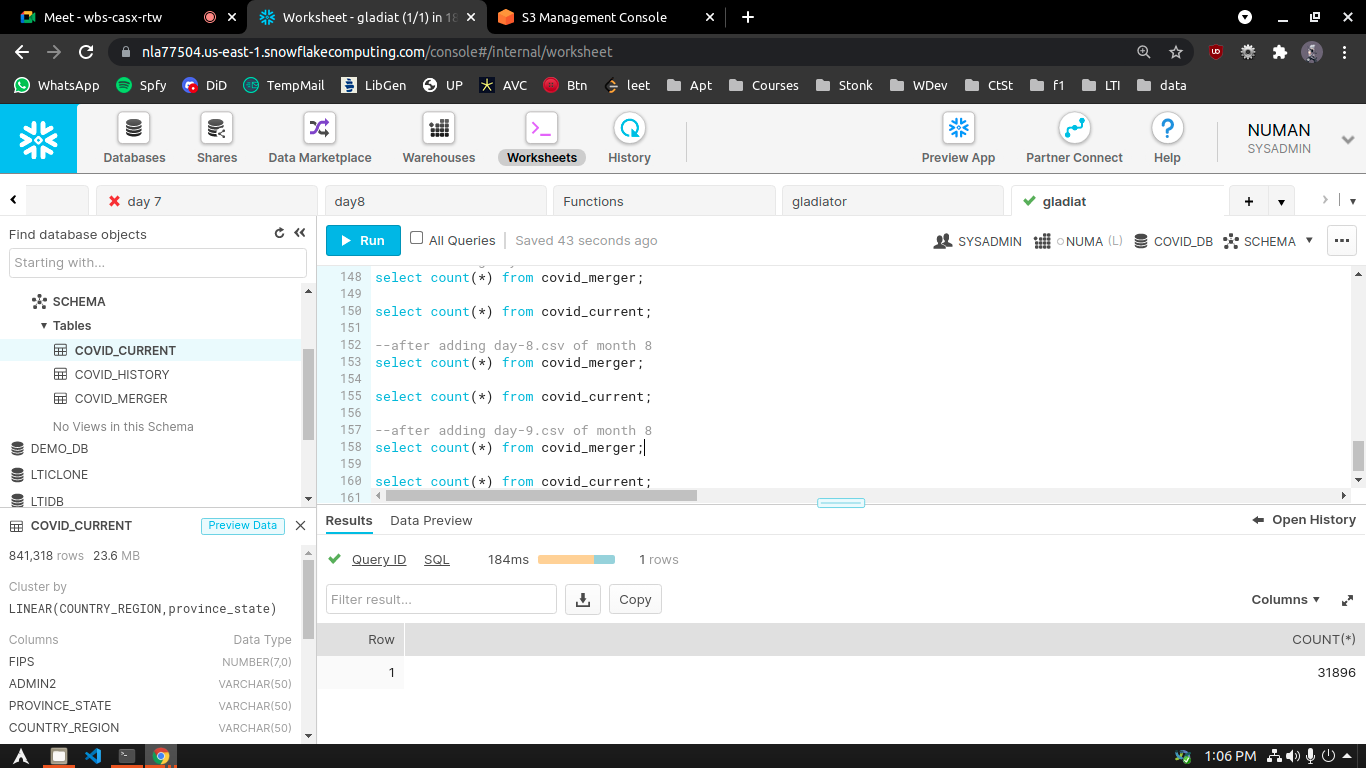 Meet - wbs-casx-rtw
Worksheet - gladiat (1/1) in 18
S3 Management Console
nla77504.us-east-1.snowflakecomputing.com/console#/internal/worksheet
WhatsApp Spfy DiD TempMail LibGen UP AVC Btn leet Apt Courses Stonk WDev CtSt f1 LTI data
Databases Shares Data Marketplace Warehouses Worksheets History Preview App Partner Connect Help
NUMAN
SYSADMIN
day 7 day8 Functions gladiator gladiat
Find database objects
Starting with...
SCHEMA
Tables
COVID_CURRENT
COVID_HISTORY
COVID_MERGER
No Views in this Schema
DEMO_DB
LTICLONE
LTIDB
COVID_CURRENT Preview Data
841,318 rows 23.6 MB
Cluster by
LINEAR(COUNTRY_REGION,province_state)
Columns Data Type
FIPS NUMBER(7,0)
ADMIN2 VARCHAR(50)
PROVINCE_STATE VARCHAR(50)
COUNTRY_REGION VARCHAR(50)
Run All Queries Saved 43 seconds ago SYSADMIN NUMA (L) COVID_DB SCHEMA
148 select count(*) from covid_merger;
149
150 select count(*) from covid_current;
151
152 --after adding day-8.csv of month 8
153 select count(*) from covid_merger;
154
155 select count(*) from covid_current;
156
157 --after adding day-9.csv of month 8
158 select count(*) from covid_merger;
159
160 select count(*) from covid_current;
161
Results Data Preview Open History
Query ID SQL 184ms 1 rows
Filter result... Copy Columns
Row COUNT(*)
1 31896
1:06 PM